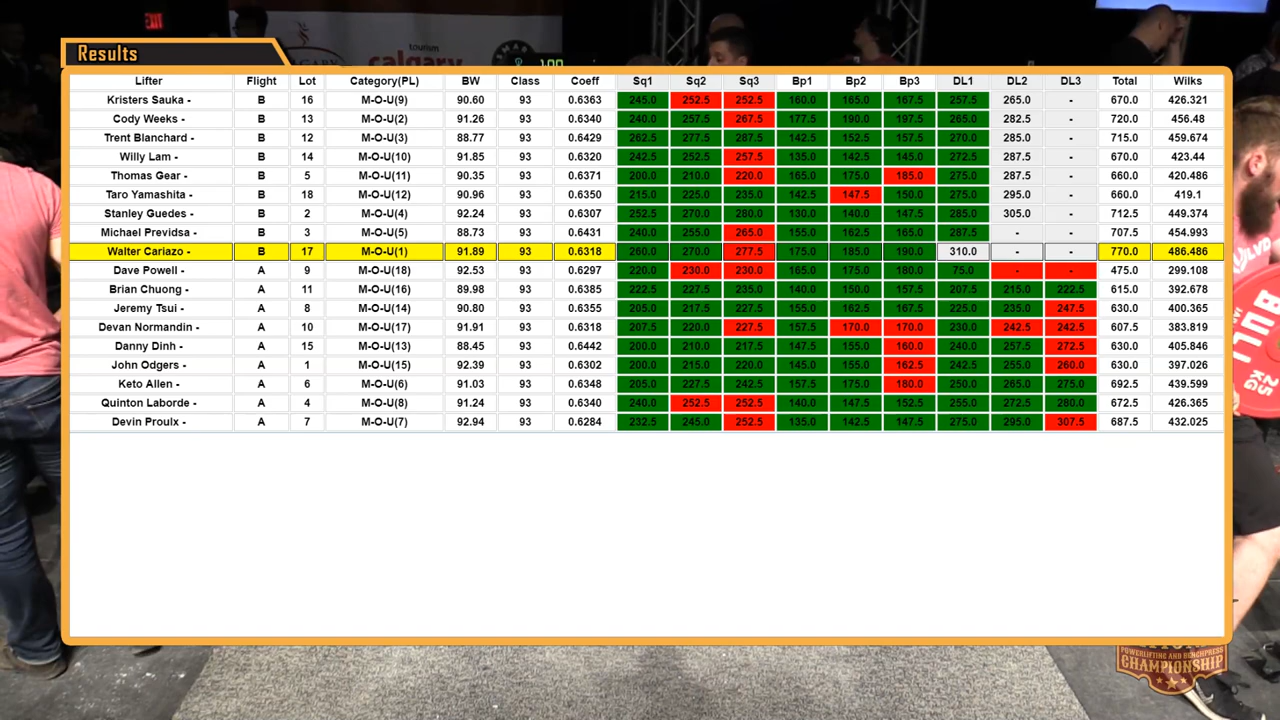 EXIT
tourism
calgary
Results
Lifter Flight Lot Category(PL) BW Class Coeff Sq1 Sq2 Sq3 Bp1 Bp2 Bp3 DL1 DL2 DL3 Total Wilks
Kristers Sauka - B 16 M-O-U(9) 90.60 93 0.6363 245.0 252.5 252.5 160.0 165.0 167.5 257.5 265.0 - 670.0 426.321
Cody Weeks - B 13 M-O-U(2) 91.26 93 0.6340 240.0 257.5 267.5 177.5 190.0 197.5 265.0 282.5 - 720.0 456.48
Trent Blanchard - B 12 M-O-U(3) 88.77 93 0.6429 262.5 277.5 287.5 142.5 152.5 157.5 270.0 285.0 - 715.0 459.674
Willy Lam - B 14 M-O-U(10) 91.85 93 0.6320 242.5 252.5 257.5 135.0 142.5 145.0 272.5 287.5 - 670.0 423.44
Thomas Gear - B 5 M-O-U(11) 90.35 93 0.6371 200.0 210.0 220.0 165.0 175.0 185.0 275.0 287.5 - 660.0 420.486
Taro Yamashita - B 18 M-O-U(12) 90.96 93 0.6350 215.0 225.0 235.0 142.5 147.5 150.0 275.0 295.0 - 660.0 419.1
Stanley Guedes - B 2 M-O-U(4) 92.24 93 0.6307 252.5 270.0 280.0 130.0 140.0 147.5 285.0 305.0 - 712.5 449.374
Michael Previdsa - B 3 M-O-U(5) 88.73 93 0.6431 240.0 255.0 265.0 155.0 162.5 165.0 287.5 - - 707.5 454.993
Walter Cariazo - B 17 M-O-U(1) 91.89 93 0.6318 260.0 270.0 277.5 175.0 185.0 190.0 310.0 - - 770.0 486.486
Dave Powell - A 9 M-O-U(18) 92.53 93 0.6297 220.0 230.0 230.0 165.0 175.0 180.0 75.0 - - 475.0 299.108
Brian Chuong - A 11 M-O-U(16) 89.98 93 0.6385 222.5 227.5 235.0 140.0 150.0 157.5 207.5 215.0 222.5 615.0 392.678
Jeremy Tsui - A 8 M-O-U(14) 90.80 93 0.6355 205.0 217.5 227.5 155.0 162.5 167.5 225.0 235.0 247.5 630.0 400.365
Devan Normandin - A 10 M-O-U(17) 91.91 93 0.6318 207.5 220.0 227.5 157.5 170.0 170.0 230.0 242.5 242.5 607.5 383.819
Danny Dinh - A 15 M-O-U(13) 88.45 93 0.6442 200.0 210.0 217.5 147.5 155.0 160.0 240.0 257.5 272.5 630.0 405.846
John Odgers - A 1 M-O-U(15) 92.39 93 0.6302 200.0 215.0 220.0 145.0 155.0 162.5 242.5 255.0 260.0 630.0 397.026
Keto Allen - A 6 M-O-U(6) 91.03 93 0.6348 205.0 227.5 242.5 157.5 175.0 180.0 250.0 265.0 275.0 692.5 439.599
Quinton Laborde - A 4 M-O-U(8) 91.24 93 0.6340 240.0 252.5 252.5 140.0 147.5 152.5 255.0 272.5 280.0 672.5 426.365
Devin Proulx - A 7 M-O-U(7) 92.94 93 0.6284 232.5 245.0 252.5 135.0 142.5 147.5 275.0 295.0 307.5 687.5 432.025
25
KG
POWERLIFTING AND BENCHPRESS
CHAMPIONSHIP